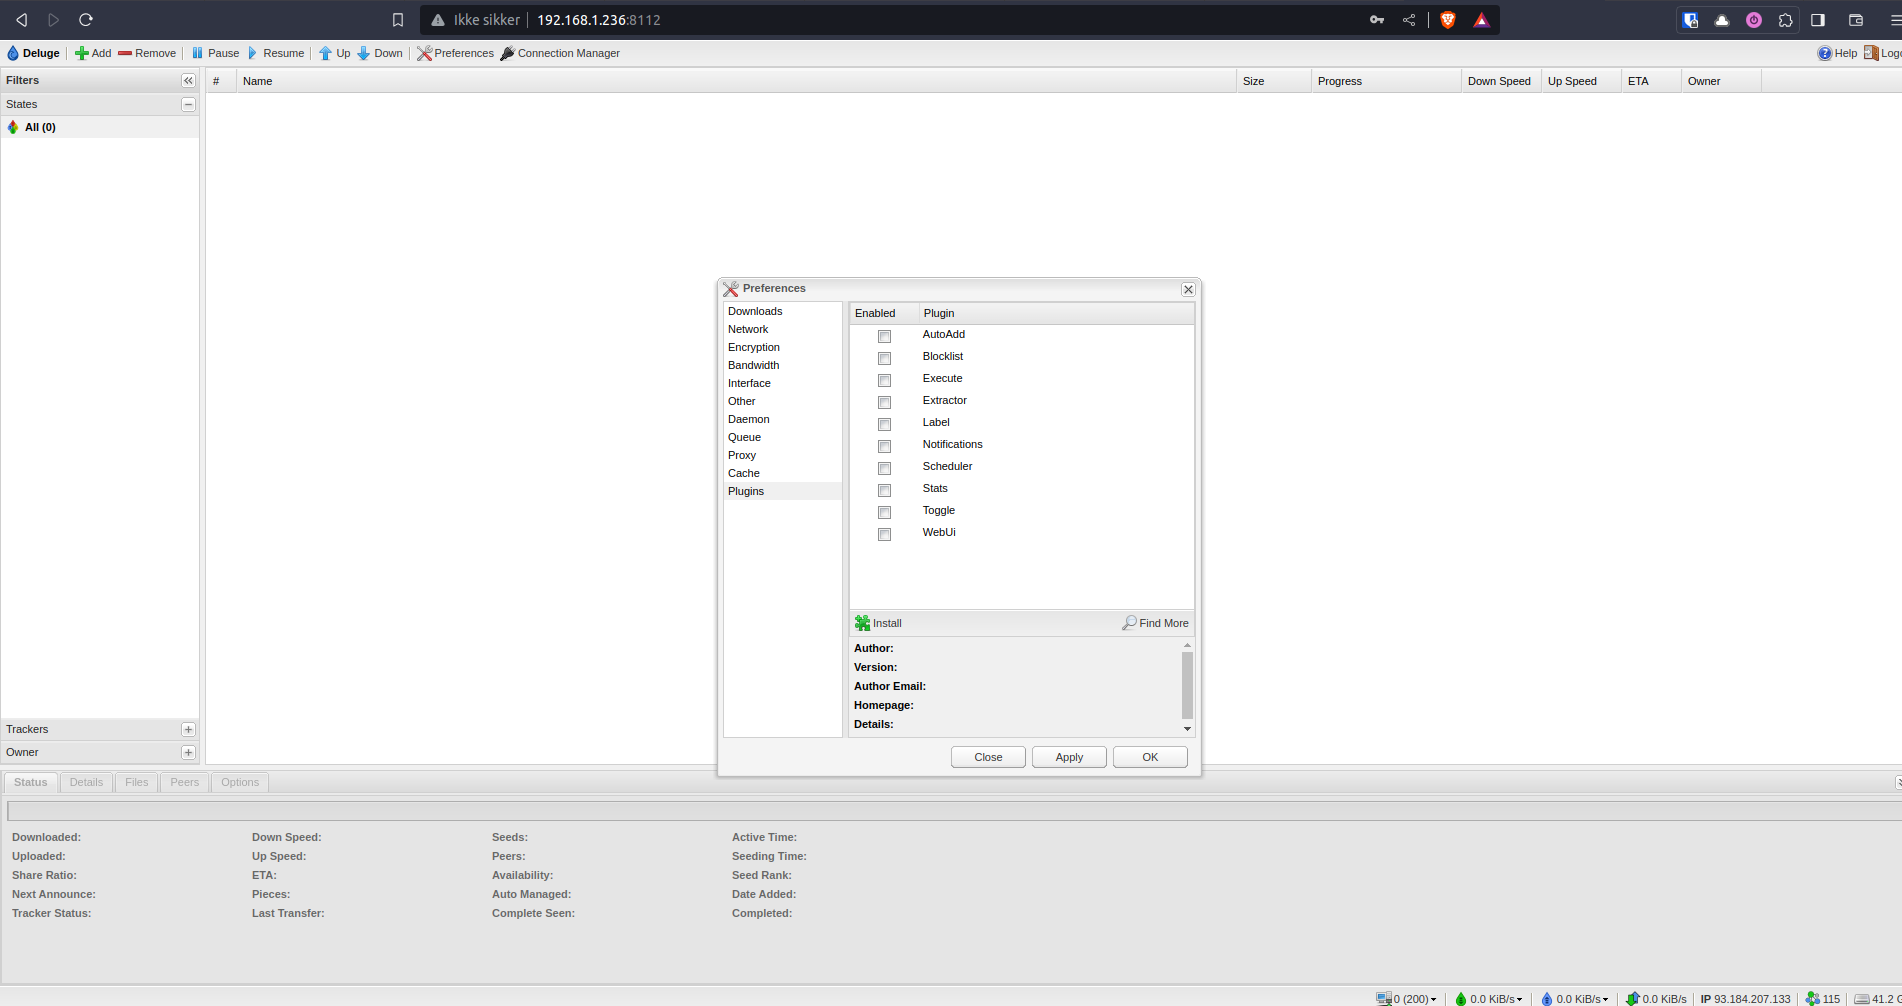 Ikke sikker 192.168.1.236:8112
Deluge Add Remove Pause Resume Up Down Preferences Connection Manager Help Logo
Filters
States
All (0)
Trackers
Owner
# Name Size Progress Down Speed Up Speed ETA Owner
Preferences
Downloads
Network
Encryption
Bandwidth
Interface
Other
Daemon
Queue
Proxy
Cache
Plugins
Enabled Plugin
AutoAdd
Blocklist
Execute
Extractor
Label
Notifications
Scheduler
Stats
Toggle
WebUi
Install Find More
Author:
Version:
Author Email:
Homepage:
Details:
Close Apply OK
Status Details Files Peers Options
Downloaded: Down Speed: Seeds: Active Time:
Uploaded: Up Speed: Peers: Seeding Time:
Share Ratio: ETA: Availability: Seed Rank:
Next Announce: Pieces: Auto Managed: Date Added:
Tracker Status: Last Transfer: Complete Seen: Completed:
0 (200) 0.0 KiB/s 0.0 KiB/s 0.0 KiB/s IP 93.184.207.133 115 41.2